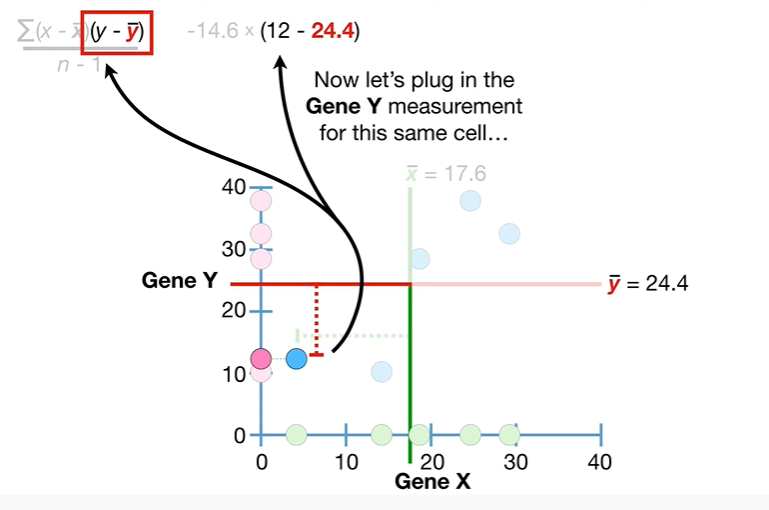 ∑(x - x̄)(y - ȳ)
n - 1
-14.6 × (12 - 24.4)
Now let's plug in the
Gene Y measurement
for this same cell…
x̄ = 17.6
40
30
Gene Y
ȳ = 24.4
20
10
0
0 10 20 30 40
Gene X